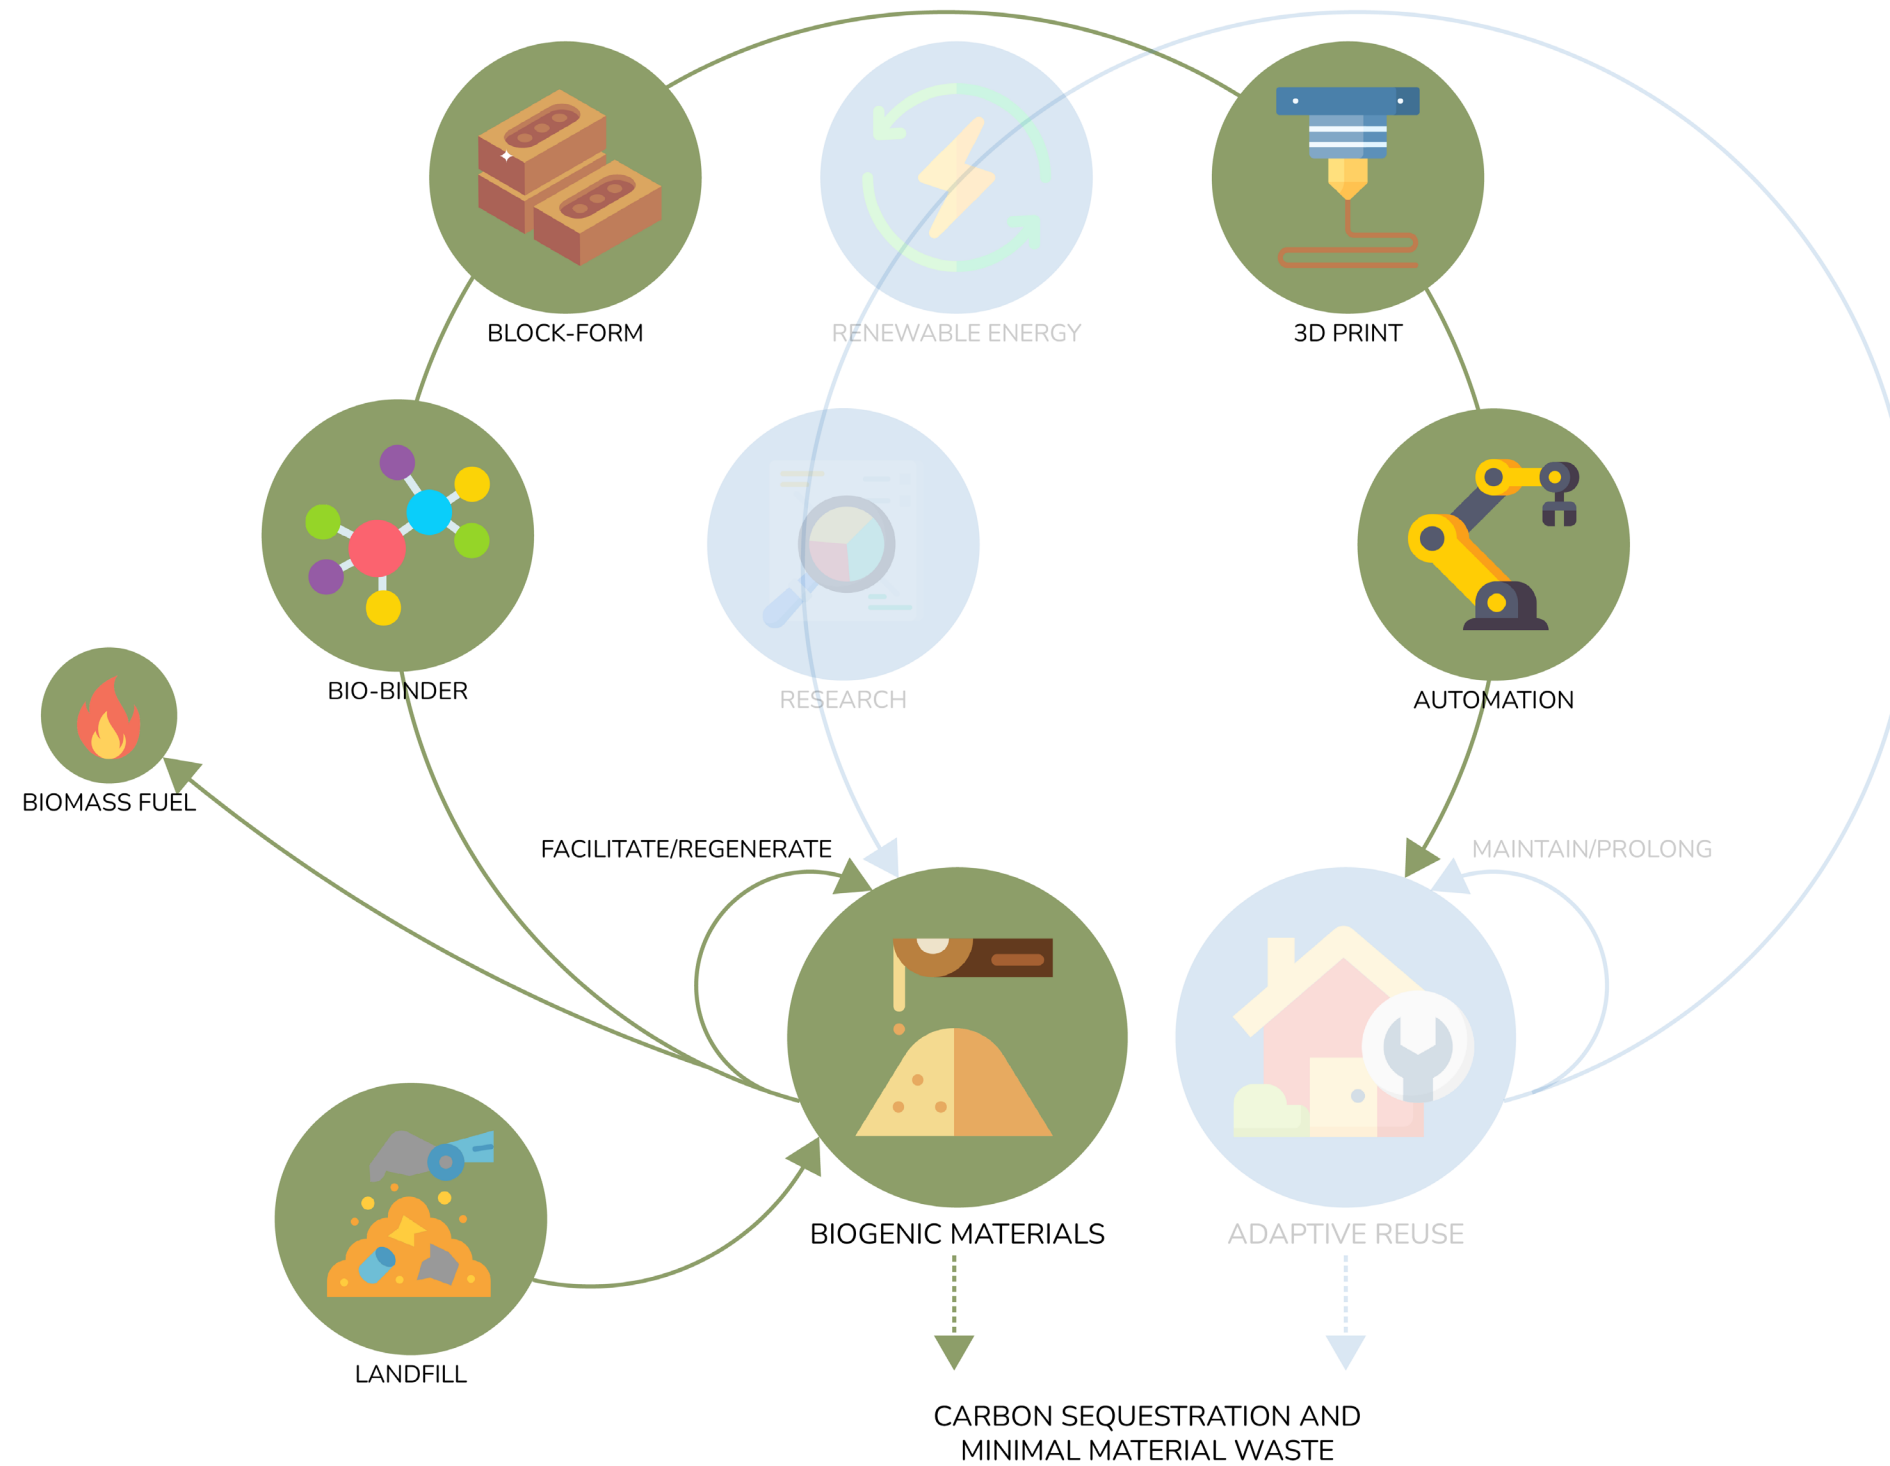 BLOCK-FORM
RENEWABLE ENERGY
3D PRINT
BIO-BINDER
RESEARCH
AUTOMATION
BIOMASS FUEL
FACILITATE/REGENERATE
MAINTAIN/PROLONG
BIOGENIC MATERIALS
ADAPTIVE REUSE
LANDFILL
CARBON SEQUESTRATION AND
MINIMAL MATERIAL WASTE